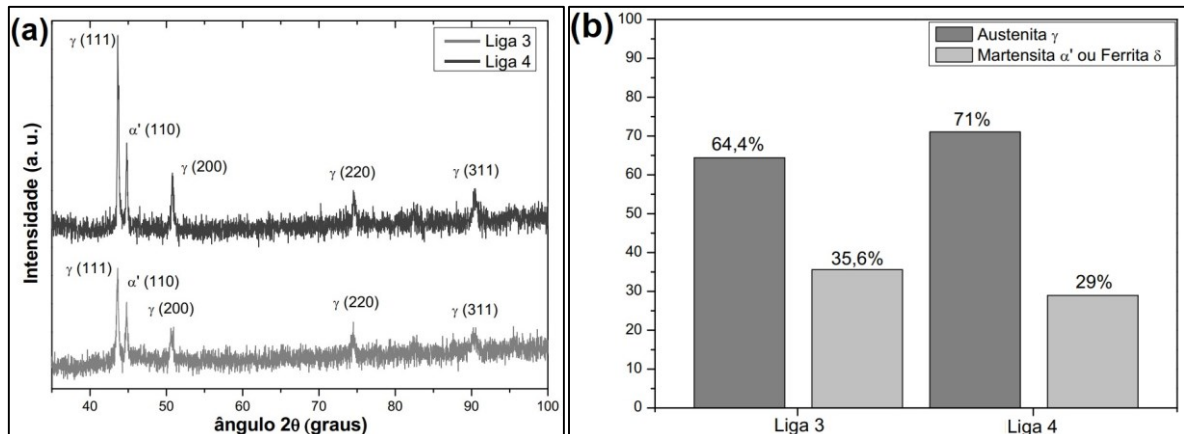 (a)
γ (111)
Liga 3
Liga 4
α' (110)
γ (200)
γ (220)
γ (311)
γ (111)
α' (110)
γ (200)
γ (220)
γ (311)
Intensidade (a. u.)
40 50 60 70 80 90 100
ângulo 2θ (graus)
(b)
Austenita γ
Martensita α' ou Ferrita δ
100
90
80
70
60
50
40
30
20
10
0
64,4%
35,6%
71%
29%
Liga 3
Liga 4